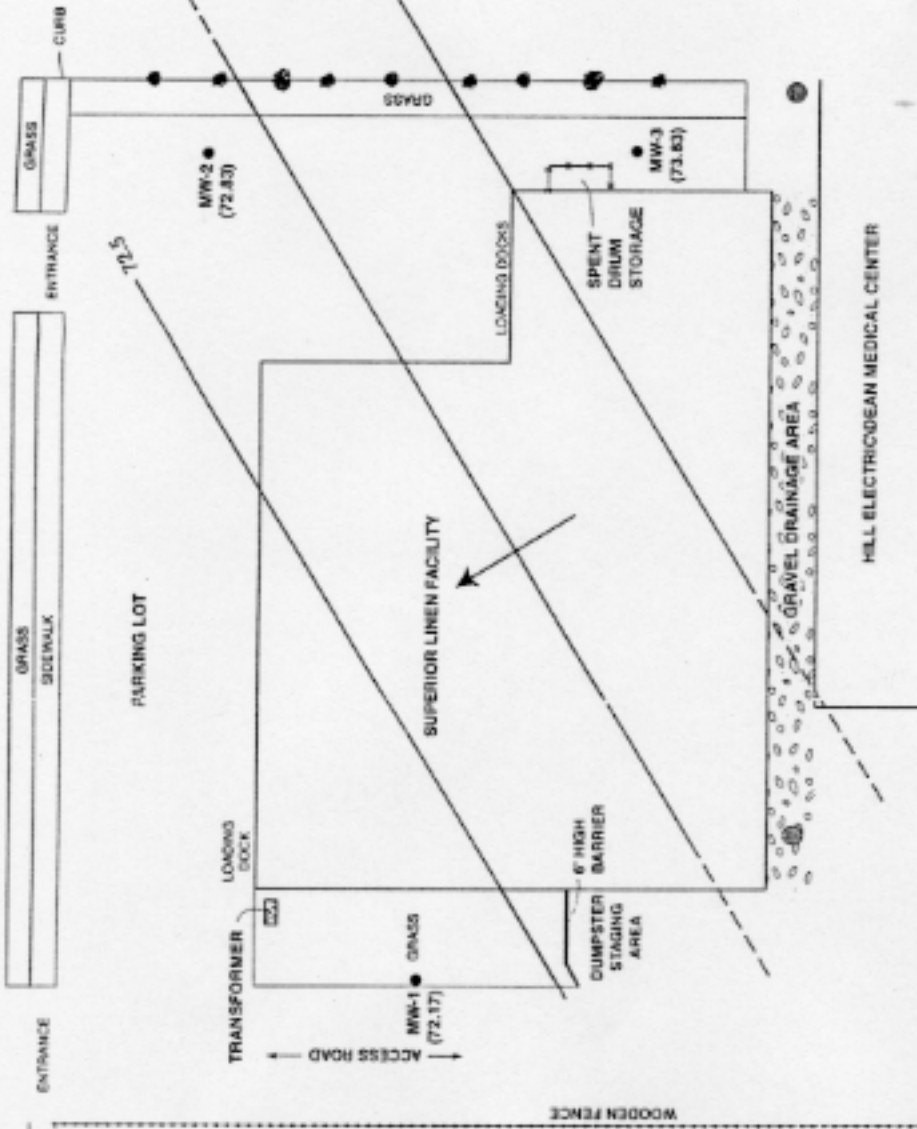 CURB
GRASS
ENTRANCE
GRASS
SIDEWALK
ENTRANCE
GRASS
MW-2
(72.83)
72.5
PARKING LOT
LOADING DOCKS
SPENT
DRUM
STORAGE
MW-3
(73.63)
SUPERIOR LINEN FACILITY
GRAVEL DRAINAGE AREA
HILL ELECTRIC/DEAN MEDICAL CENTER
LOADING
DOCK
TRANSFORMER
GRASS
MW-1
(72.17)
ACCESS ROAD
6" HIGH
BARRIER
DUMPSTER
STAGING
AREA
WOODEN FENCE